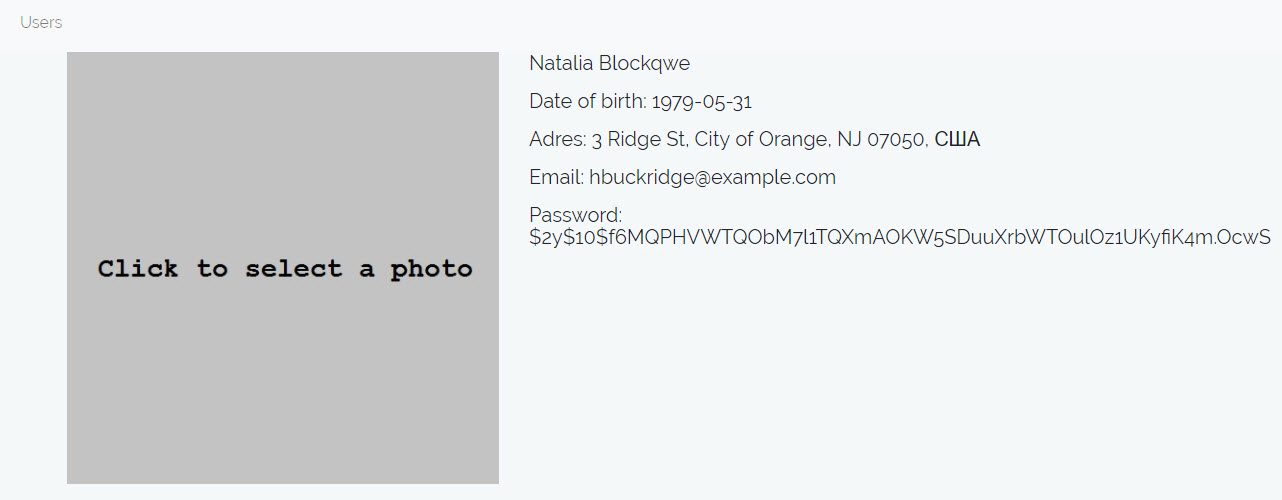 Users
Natalia Blockqwe
Date of birth: 1979-05-31
Adres: 3 Ridge St, City of Orange, NJ 07050, США
Email: hbuckridge@example.com
Password:
$2y$10$f6MQPHVWTQObM7l1TQXmAOKW5SDuuXrbWTOulOz1UKyfiK4m.OcwS
Click to select a photo